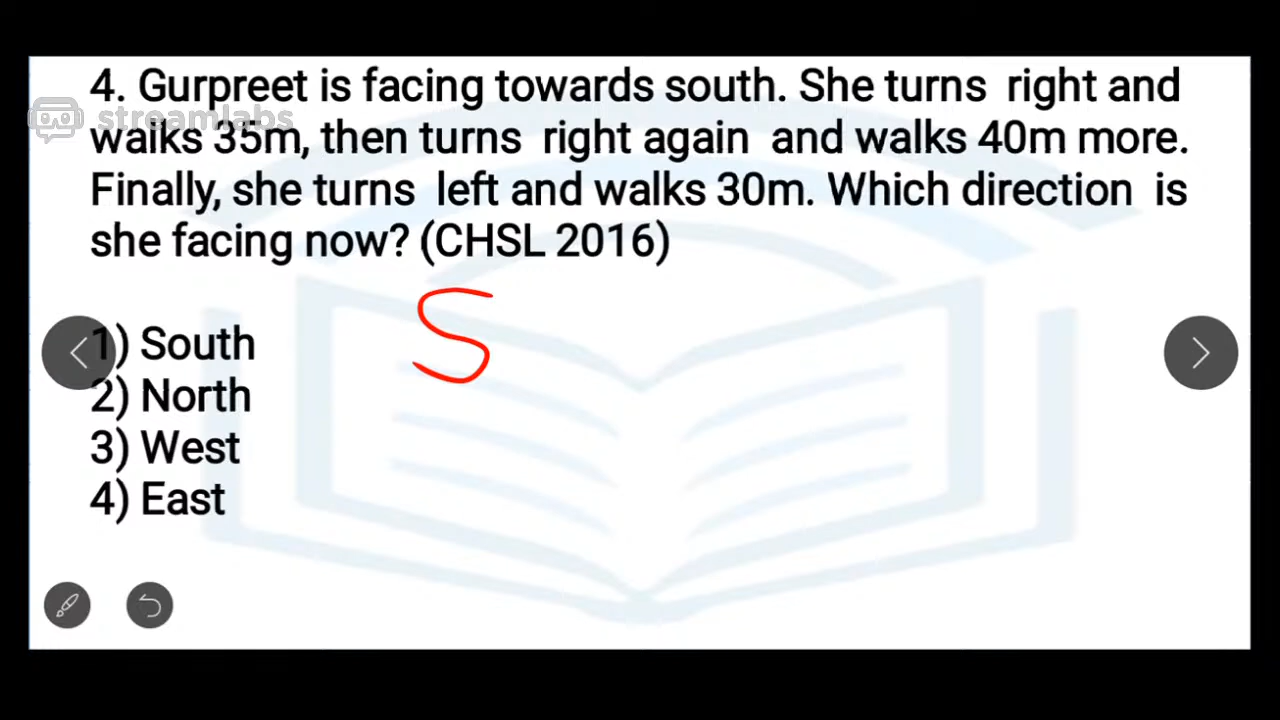 4. Gurpreet is facing towards south. She turns right and
streamlabs
walks 35m, then turns right again and walks 40m more.
Finally, she turns left and walks 30m. Which direction is
she facing now? (CHSL 2016)
S
1) South
2) North
3) West
4) East